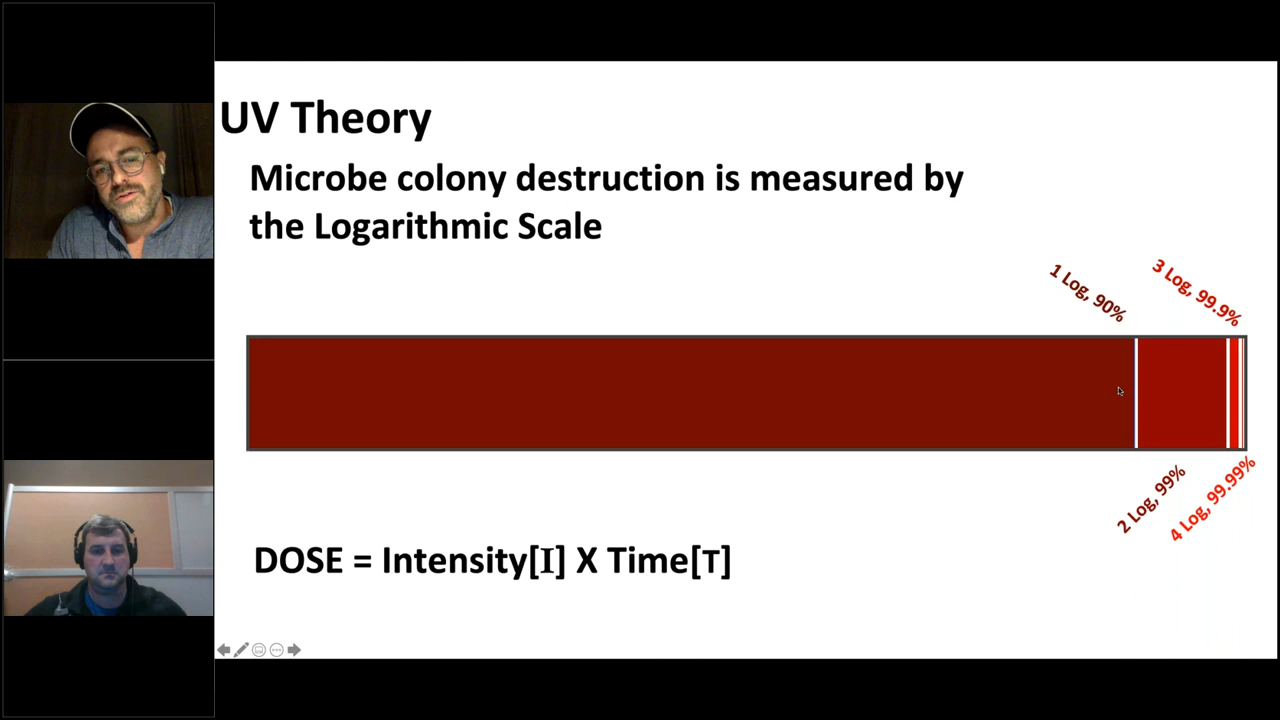 UV Theory
Microbe colony destruction is measured by
the Logarithmic Scale
1 Log, 90%
3 Log, 99.9%
2 Log, 99%
4 Log, 99.99%
DOSE = Intensity[I] X Time[T]